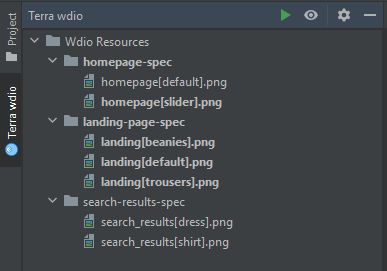 Terra wdio
Project
Terra wdio
Wdio Resources
homepage-spec
homepage[default].png
homepage[slider].png
landing-page-spec
landing[beanies].png
landing[default].png
landing[trousers].png
search-results-spec
search_results[dress].png
search_results[shirt].png